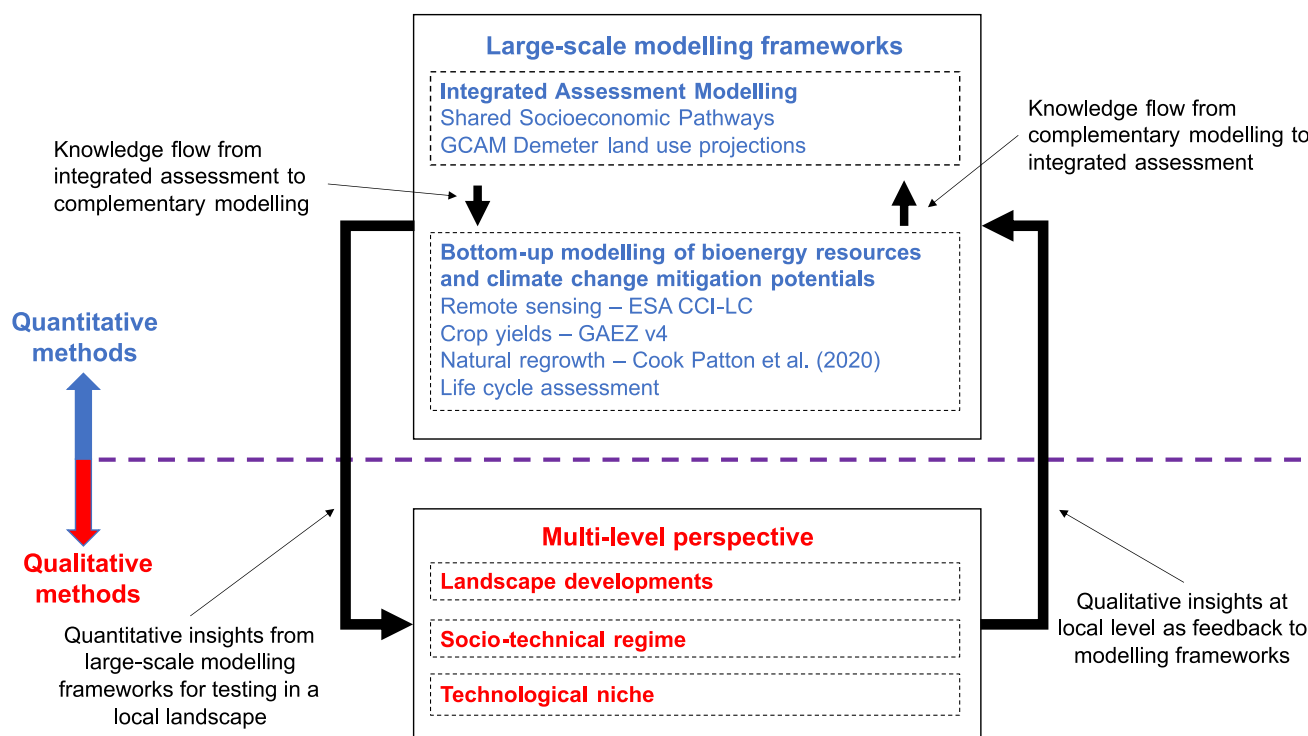 Large-scale modelling frameworks
Integrated Assessment Modelling
Shared Socioeconomic Pathways
GCAM Demeter land use projections
Knowledge flow from
integrated assessment to
complementary modelling
Knowledge flow from
complementary modelling to
integrated assessment
Bottom-up modelling of bioenergy resources
and climate change mitigation potentials
Remote sensing – ESA CCI-LC
Crop yields – GAEZ v4
Natural regrowth – Cook Patton et al. (2020)
Life cycle assessment
Quantitative
methods
Qualitative
methods
Multi-level perspective
Landscape developments
Socio-technical regime
Technological niche
Quantitative insights from
large-scale modelling
frameworks for testing in a
local landscape
Qualitative insights at
local level as feedback to
modelling frameworks